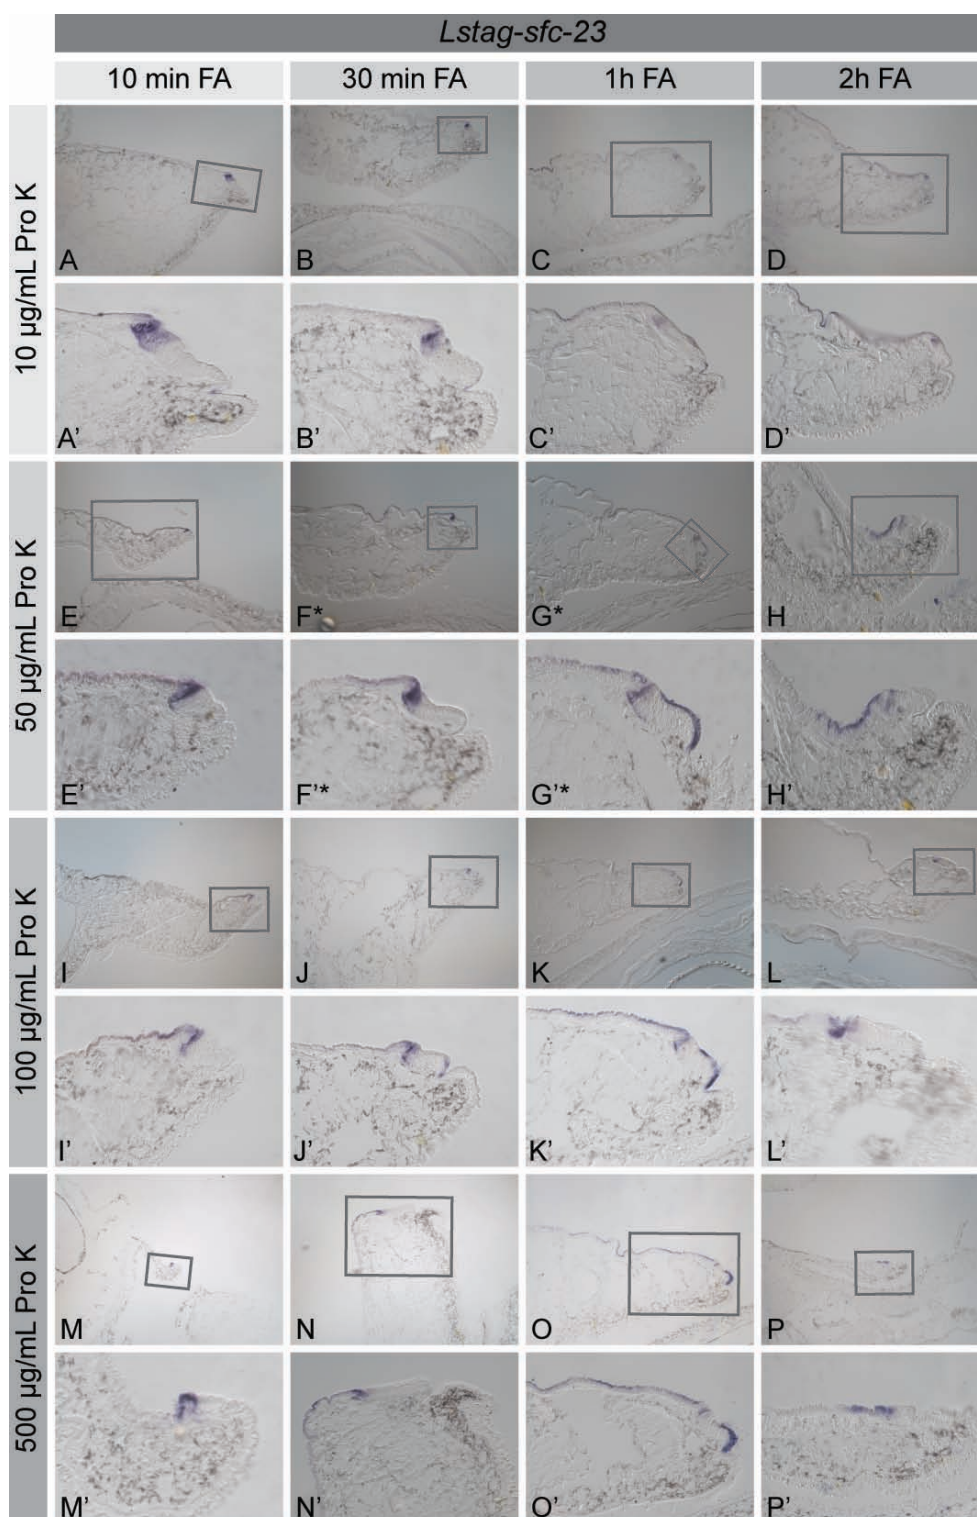 Lstag-sfc-23
10 min FA
30 min FA
1h FA
2h FA
10 µg/mL Pro K
A
B
C
D
A’
B’
C’
D’
50 µg/mL Pro K
E
F*
G*
H
E’
F’*
G’*
H’
100 µg/mL Pro K
I
J
K
L
I’
J’
K’
L’
500 µg/mL Pro K
M
N
O
P
M’
N’
O’
P’